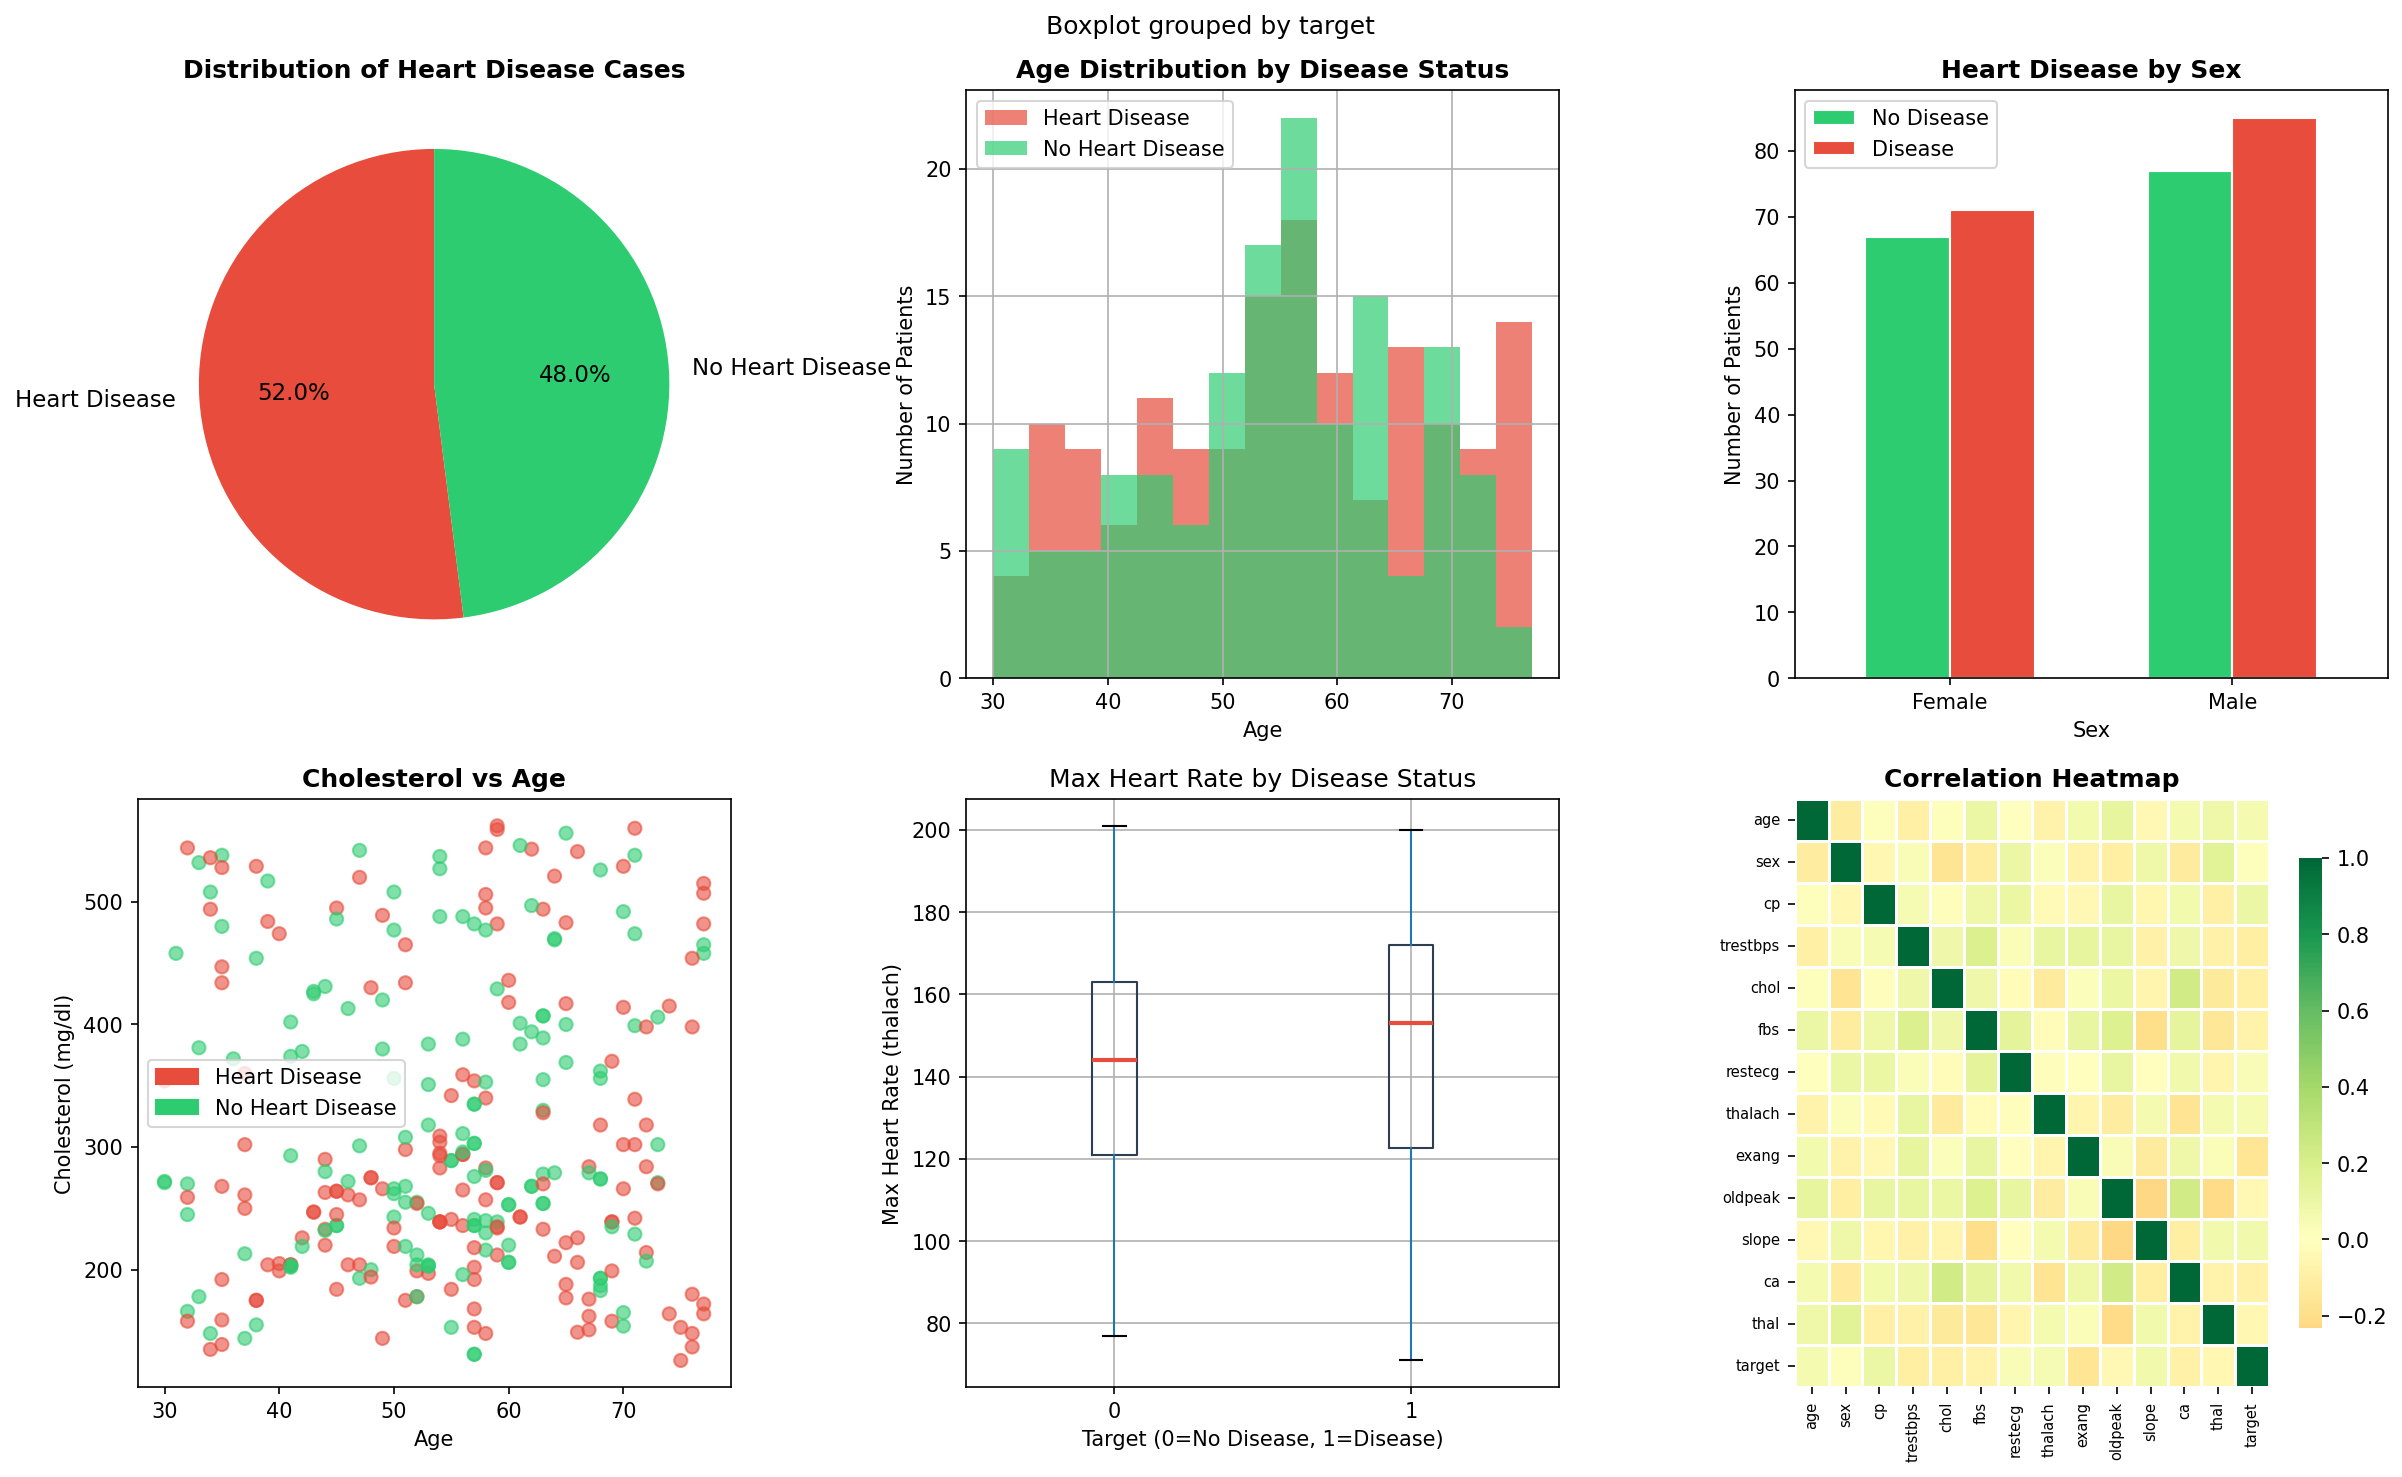 Boxplot grouped by target
Distribution of Heart Disease Cases
Heart Disease
52.0%
48.0%
No Heart Disease
Age Distribution by Disease Status
Heart Disease
No Heart Disease
Number of Patients
20
15
10
5
0
30 40 50 60 70
Age
Heart Disease by Sex
No Disease
Disease
Number of Patients
80
70
60
50
40
30
20
10
0
Female Male
Sex
Cholesterol vs Age
Heart Disease
No Heart Disease
Cholesterol (mg/dl)
500
400
300
200
30 40 50 60 70
Age
Max Heart Rate by Disease Status
Max Heart Rate (thalach)
200
180
160
140
120
100
80
0 1
Target (0=No Disease, 1=Disease)
Correlation Heatmap
age
sex
cp
trestbps
chol
fbs
restecg
thalach
exang
oldpeak
slope
ca
thal
target
age sex cp trestbps chol fbs restecg thalach exang oldpeak slope ca thal target
1.0
0.8
0.6
0.4
0.2
0.0
−0.2